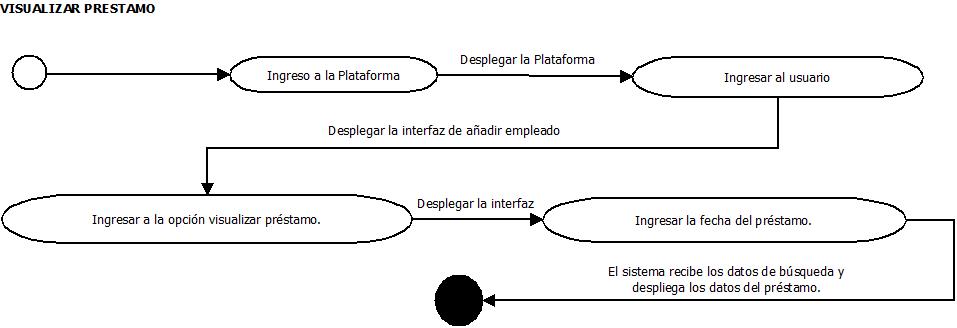 VISUALIZAR PRESTAMO
Desplegar la Plataforma
Ingreso a la Plataforma
Ingresar al usuario
Desplegar la interfaz de añadir empleado
Desplegar la interfaz
Ingresar a la opción visualizar préstamo.
Ingresar la fecha del préstamo.
El sistema recibe los datos de búsqueda y
despliega los datos del préstamo.